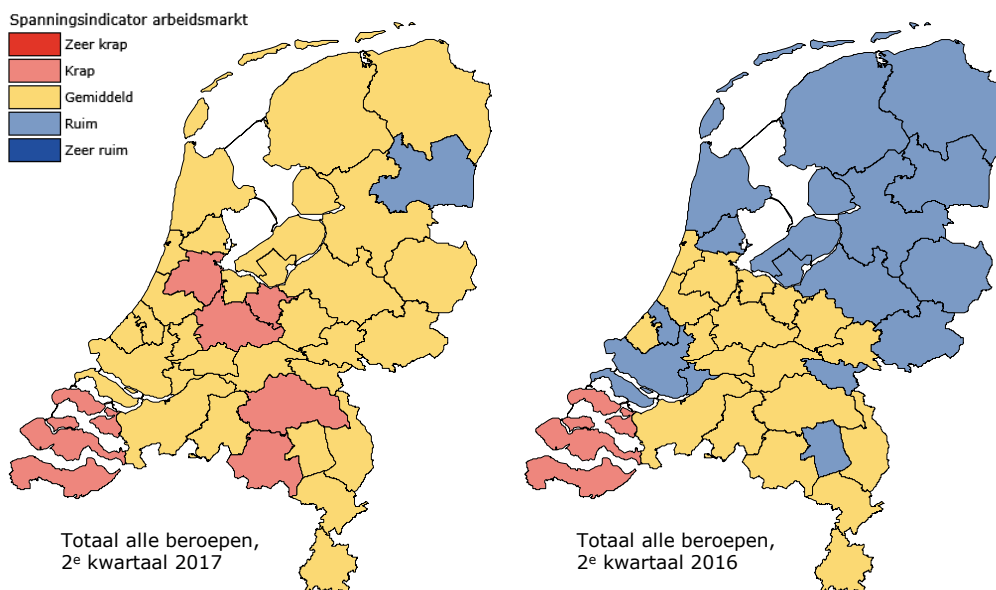 Spanningsindicator arbeidsmarkt
Zeer krap
Krap
Gemiddeld
Ruim
Zeer ruim
Totaal alle beroepen,
2ᵉ kwartaal 2017
Totaal alle beroepen,
2ᵉ kwartaal 2016